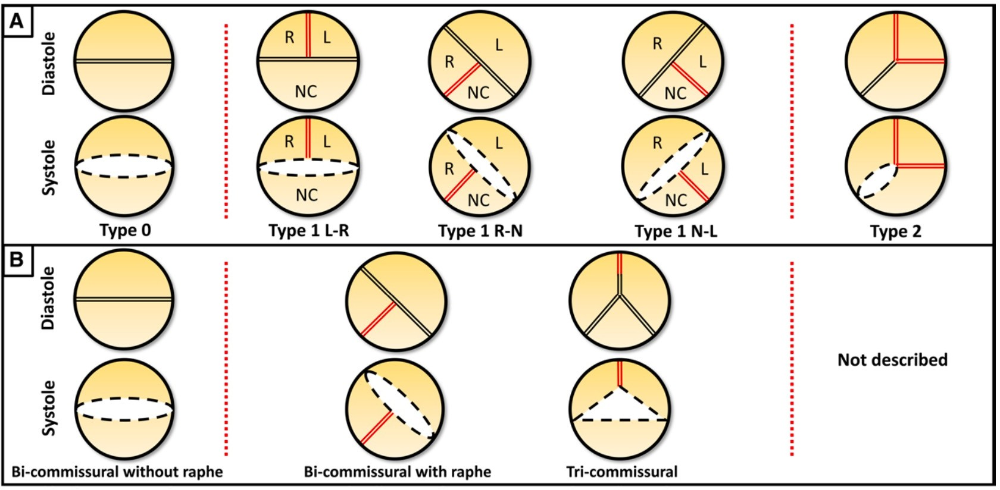 A
Diastole
R L
NC
L
R
NC
R
L
NC
Systole
R L
NC
L
R
NC
R
L
NC
Type 0
Type 1 L-R
Type 1 R-N
Type 1 N-L
Type 2
B
Diastole
Systole
Not described
Bi-commissural without raphe
Bi-commissural with raphe
Tri-commissural